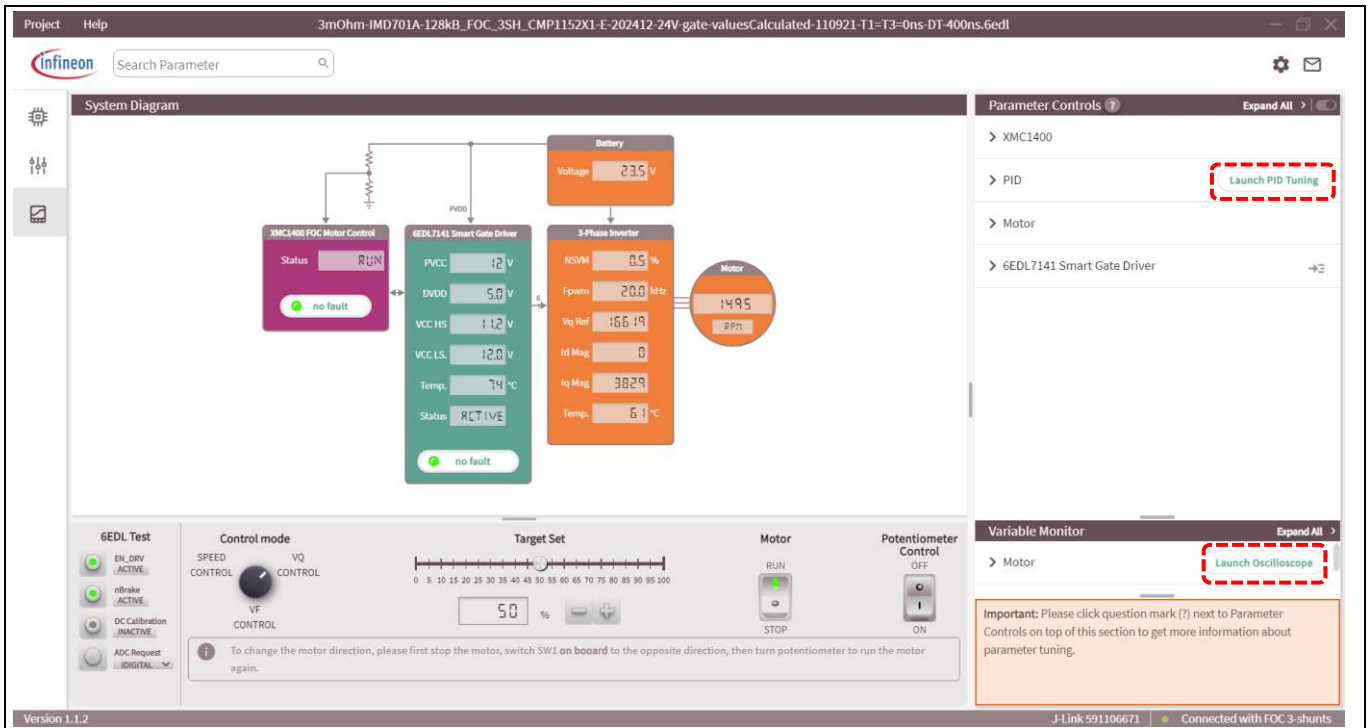 Project Help 3mOhm-IMD701A-128kB_FOC_3SH_CMP1152X1-E-202412-24V-gate-valuesCalculated-110921-T1=T3=0ns-DT-400ns.6edl
infineon Search Parameter
System Diagram
Battery
Voltage 23.5 V
PVDD
XMC1400 FOC Motor Control
Status RUN
no fault
6EDL7141 Smart Gate Driver
PVCC 12 V
DVDD 5.0 V
VCC HS 11.2 V
VCC LS. 12.0 V
Temp. 74 °C
Status ACTIVE
no fault
6
3-Phase Inverter
NSVM 0.5 %
Fpwm 20.0 kHz
Vq Ref 16619
Id Mag 0
Iq Mag 3829
Temp. 61 °C
Motor
1495
RPM
Parameter Controls ? Expand All >
> XMC1400
> PID Launch PID Tuning
> Motor
> 6EDL7141 Smart Gate Driver
6EDL Test
EN_DRV
ACTIVE
nBrake
ACTIVE
DC Calibration
INACTIVE
ADC Request
IDIGITAL
Control mode
SPEED CONTROL
VQ CONTROL
VF CONTROL
Target Set
0 5 10 15 20 25 30 35 40 45 50 55 60 65 70 75 80 85 90 95 100
50 %
Motor
RUN
STOP
Potentiometer
Control
OFF
ON
To change the motor direction, please first stop the motor, switch SW1 on booard to the opposite direction, then turn potentiometer to run the motor
again.
Variable Monitor Expand All >
> Motor Launch Oscilloscope
Important: Please click question mark (?) next to Parameter
Controls on top of this section to get more information about
parameter tuning.
Version 1.1.2 J-Link 591106671 Connected with FOC 3-shunts